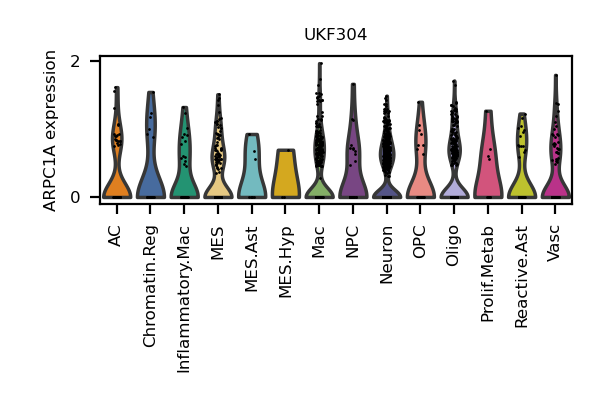 UKF304
ARPC1A expression
2
0
AC
Chromatin.Reg
Inflammatory.Mac
MES
MES.Ast
MES.Hyp
Mac
NPC
Neuron
OPC
Oligo
Prolif.Metab
Reactive.Ast
Vasc